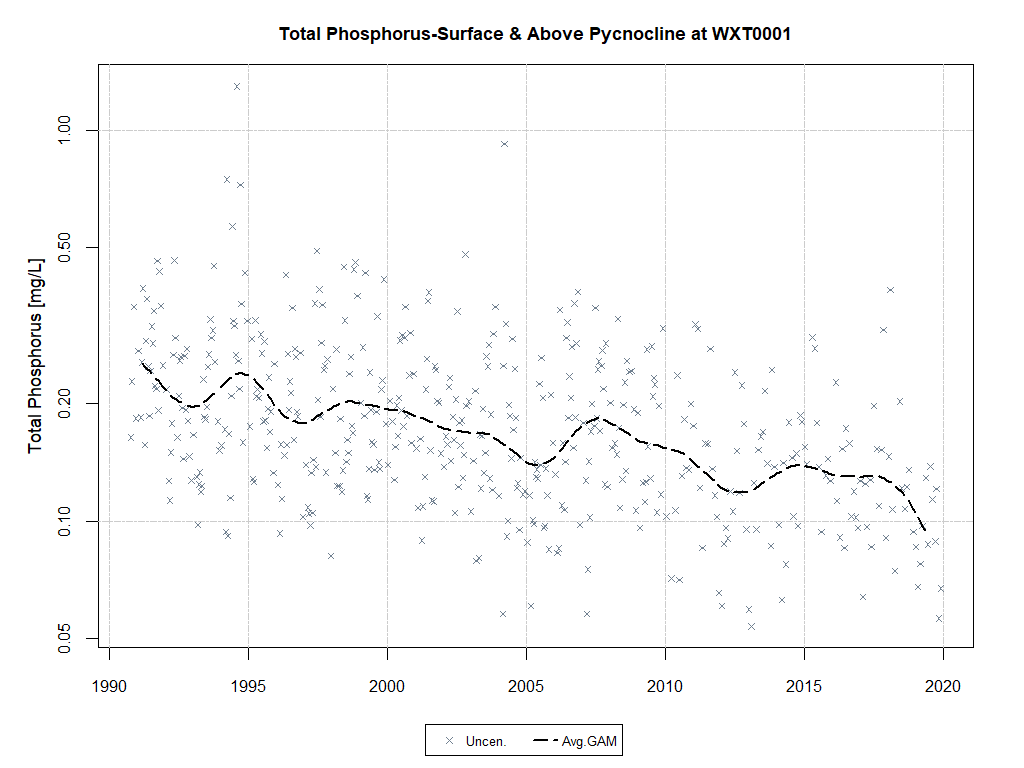 Total Phosphorus-Surface & Above Pycnocline at WXT0001
Total Phosphorus [mg/L]
1.00
0.50
0.20
0.10
0.05
1990 1995 2000 2005 2010 2015 2020
Uncen. Avg.GAM